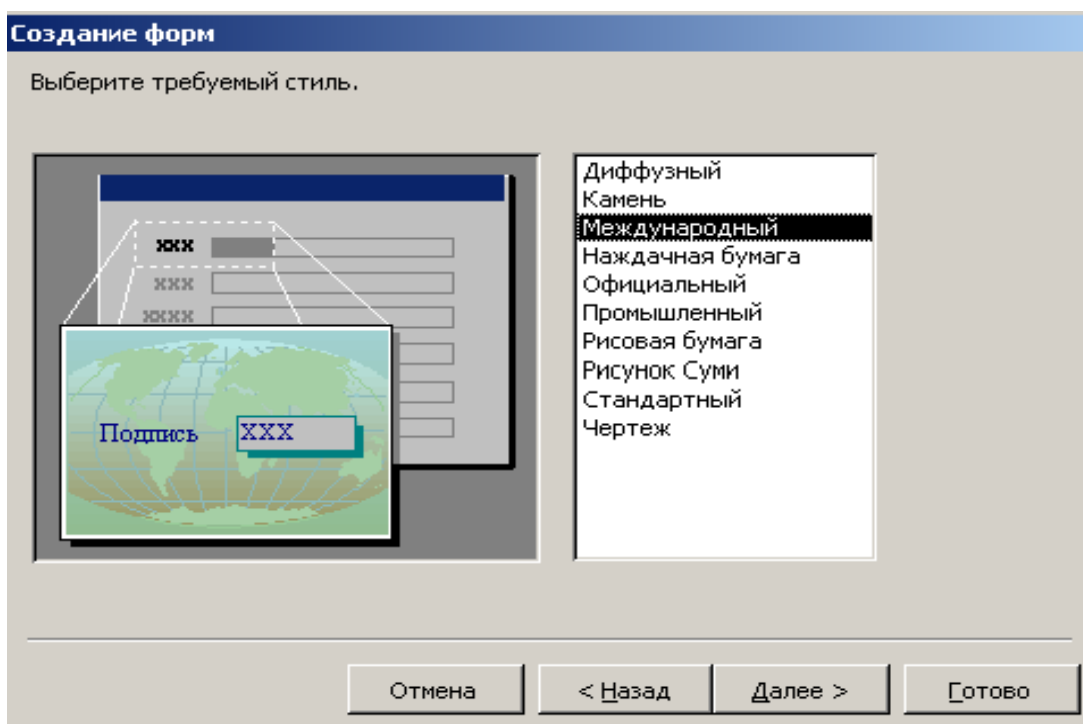 Создание форм
Выберите требуемый стиль.
xxx
xxx
xxxx
Подпись XXX
Диффузный
Камень
Международный
Наждачная бумага
Официальный
Промышленный
Рисовая бумага
Рисунок Суми
Стандартный
Чертеж
Отмена < Назад Далее > Готово